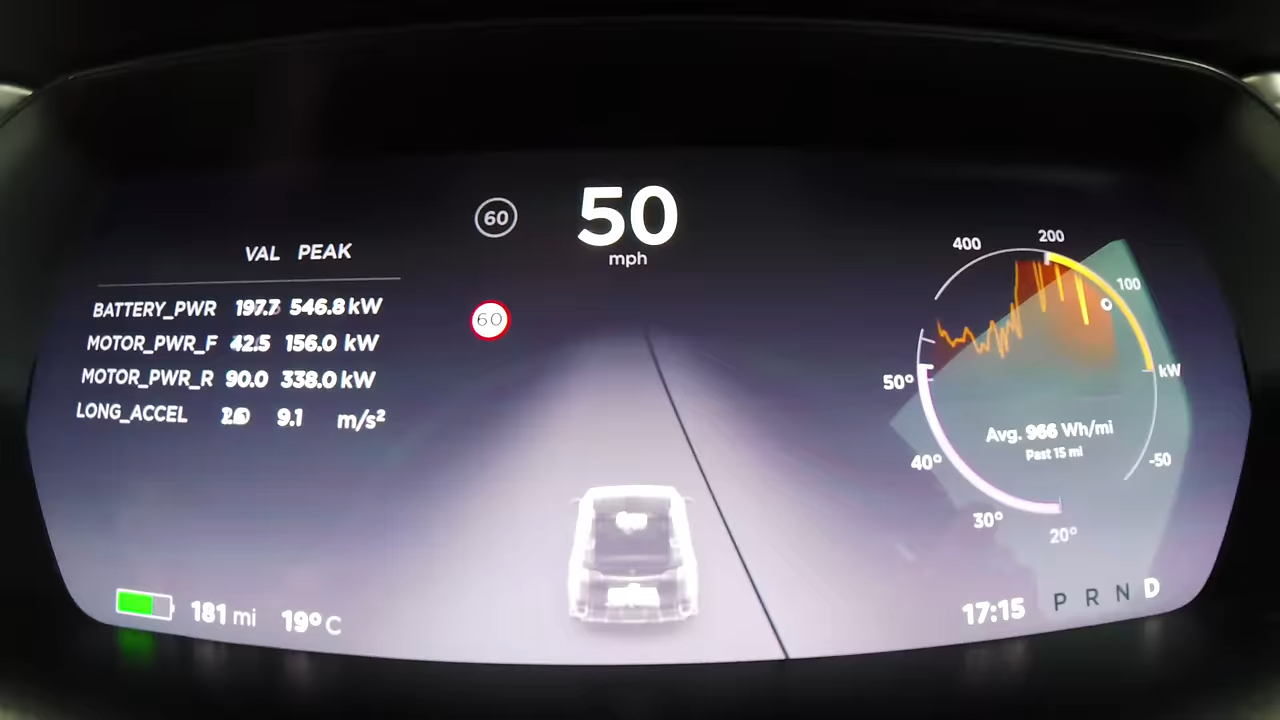 50
mph
60
60
VAL PEAK
BATTERY_PWR 546.8 kW
MOTOR_PWR_F 42.5 156.0 kW
MOTOR_PWR_R 90.0 338.0 kW
LONG_ACCEL 9.1 m/s²
400 200 100
kW
-50
50°
40°
30°
20°
Avg. 966 Wh/mi
Past 15 mi
181 mi 19° C
17:15 P R N D